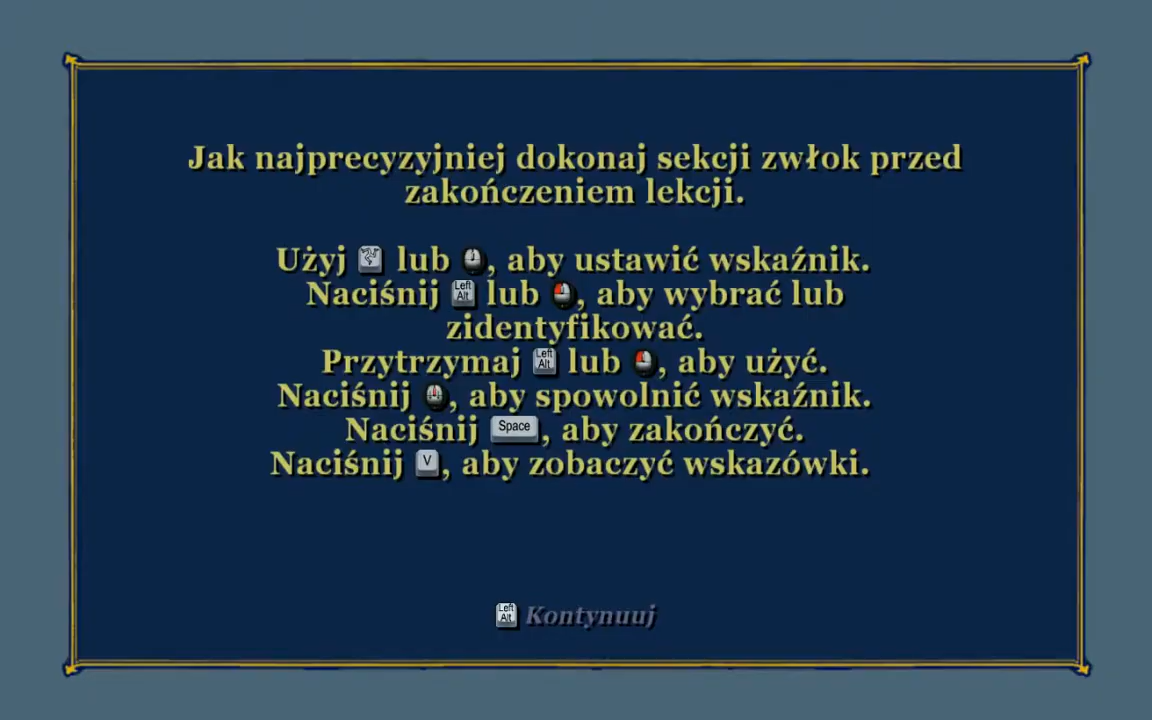 Jak najprecyzyjniej dokonaj sekcji zwłok przed
zakończeniem lekcji.
Użyj lub , aby ustawić wskaźnik.
Naciśnij Left Alt lub , aby wybrać lub
zidentyfikować.
Przytrzymaj Left Alt lub , aby użyć.
Naciśnij , aby spowolnić wskaźnik.
Naciśnij Space , aby zakończyć.
Naciśnij V , aby zobaczyć wskazówki.
Left Alt Kontynuuj